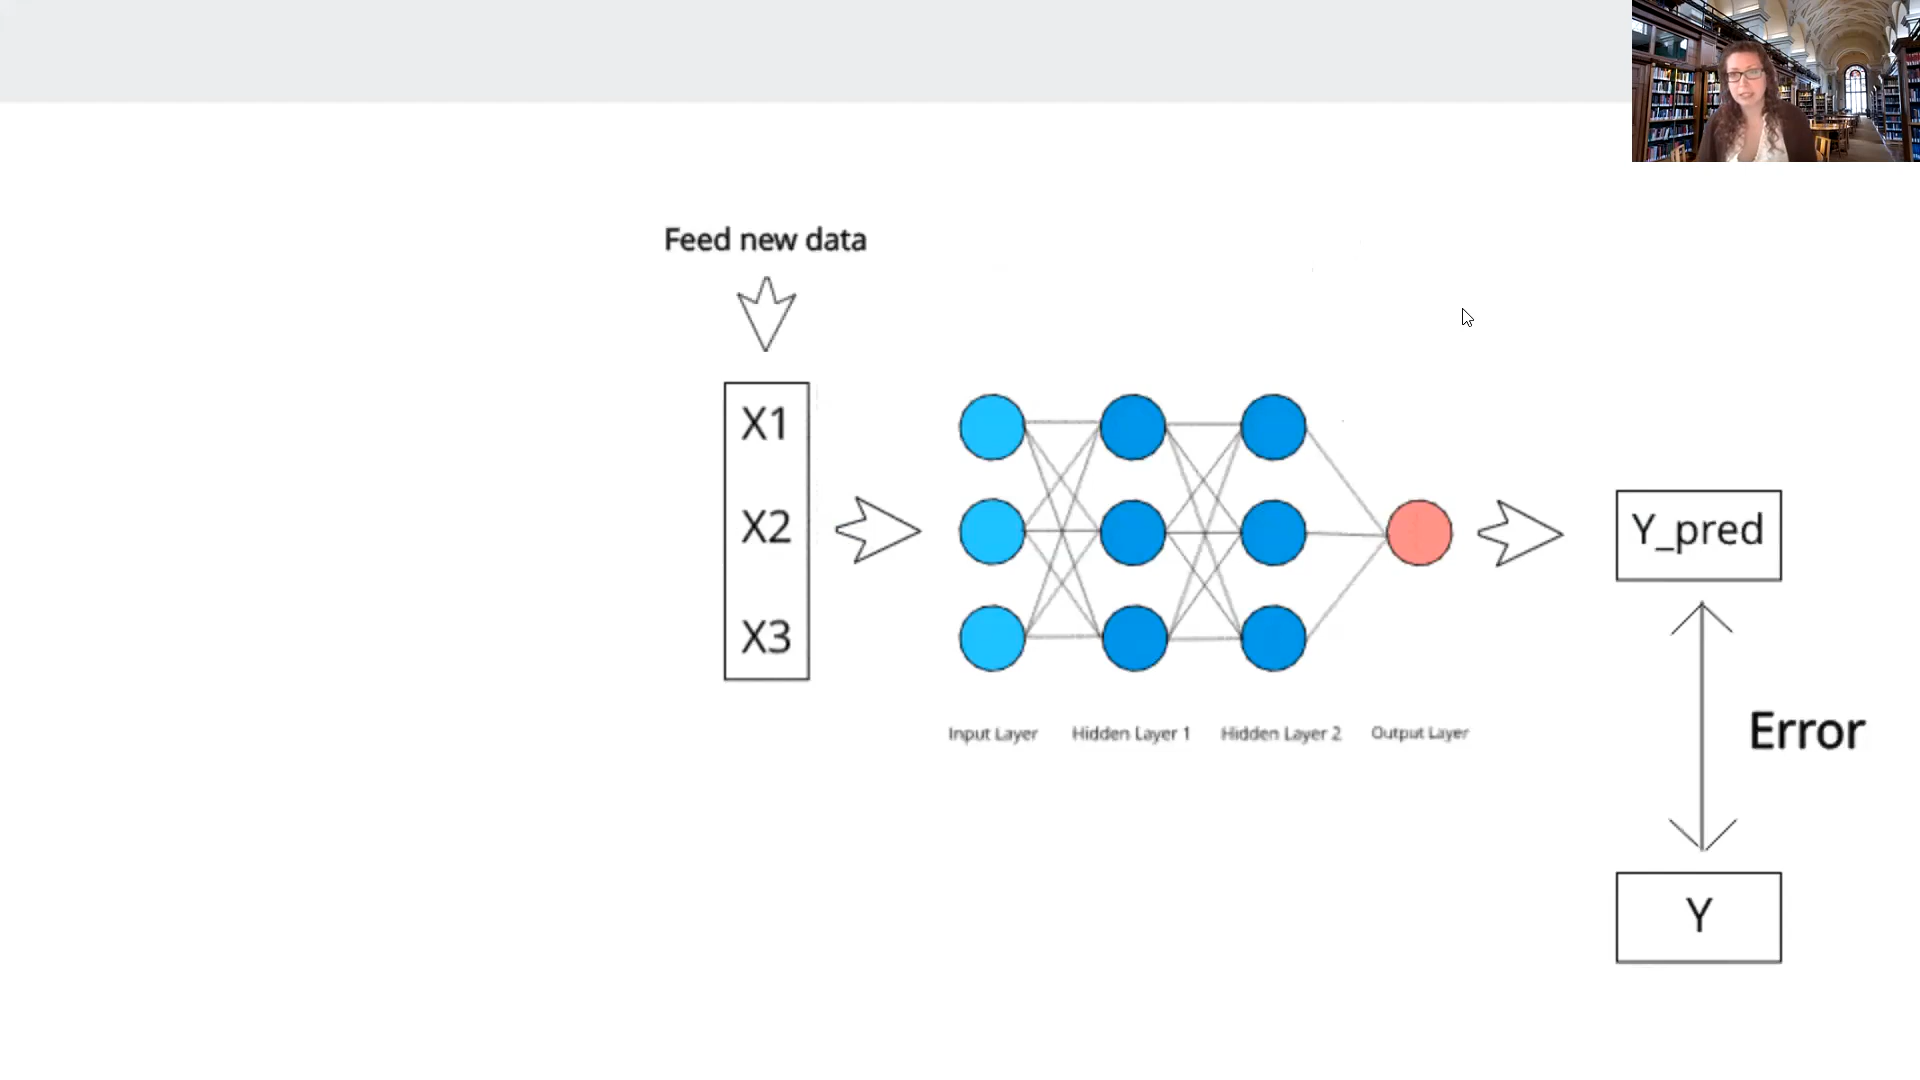 Feed new data
X1
X2
X3
Input Layer
Hidden Layer 1
Hidden Layer 2
Output Layer
Y_pred
Error
Y